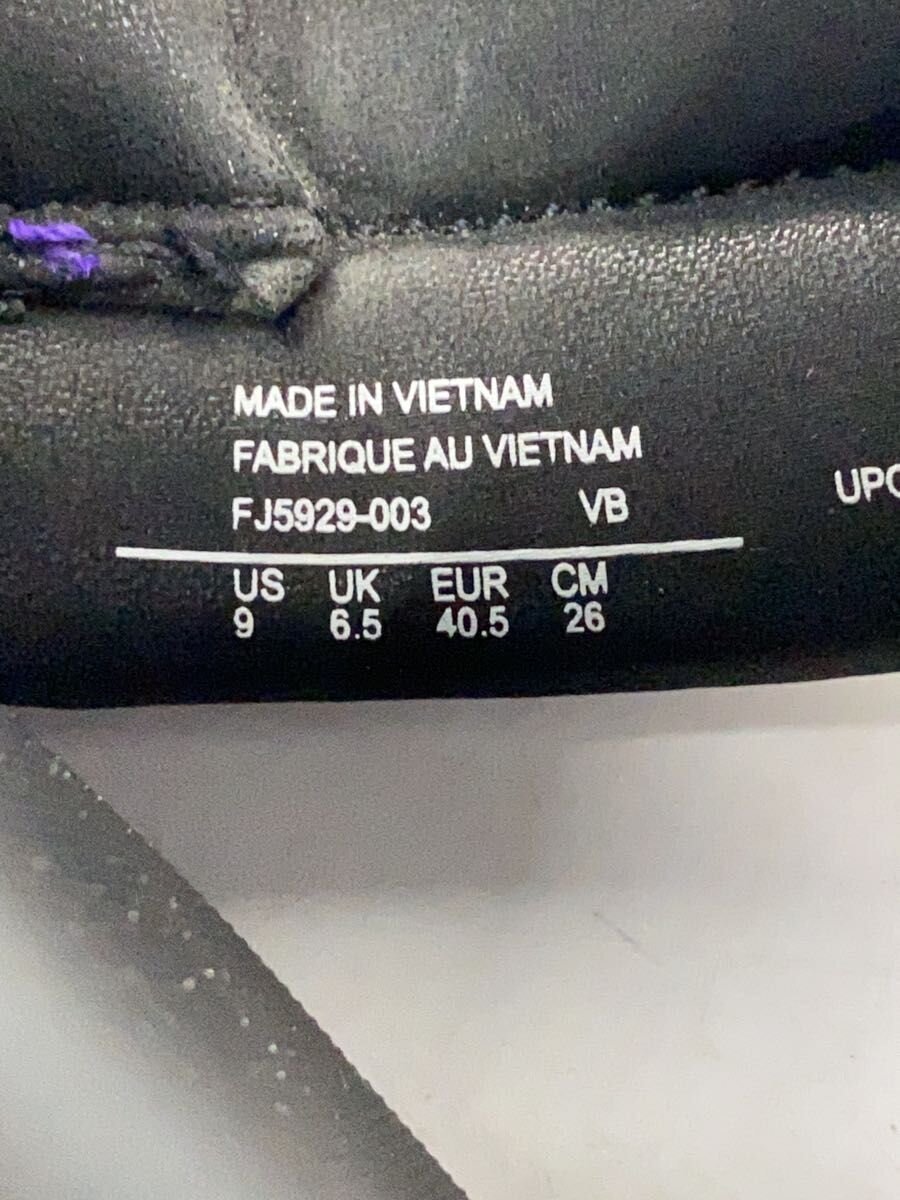 MADE IN VIETNAM
FABRIQUE AU VIETNAM
FJ5929-003 VB
UPC
US UK EUR CM
9 6.5 40.5 26